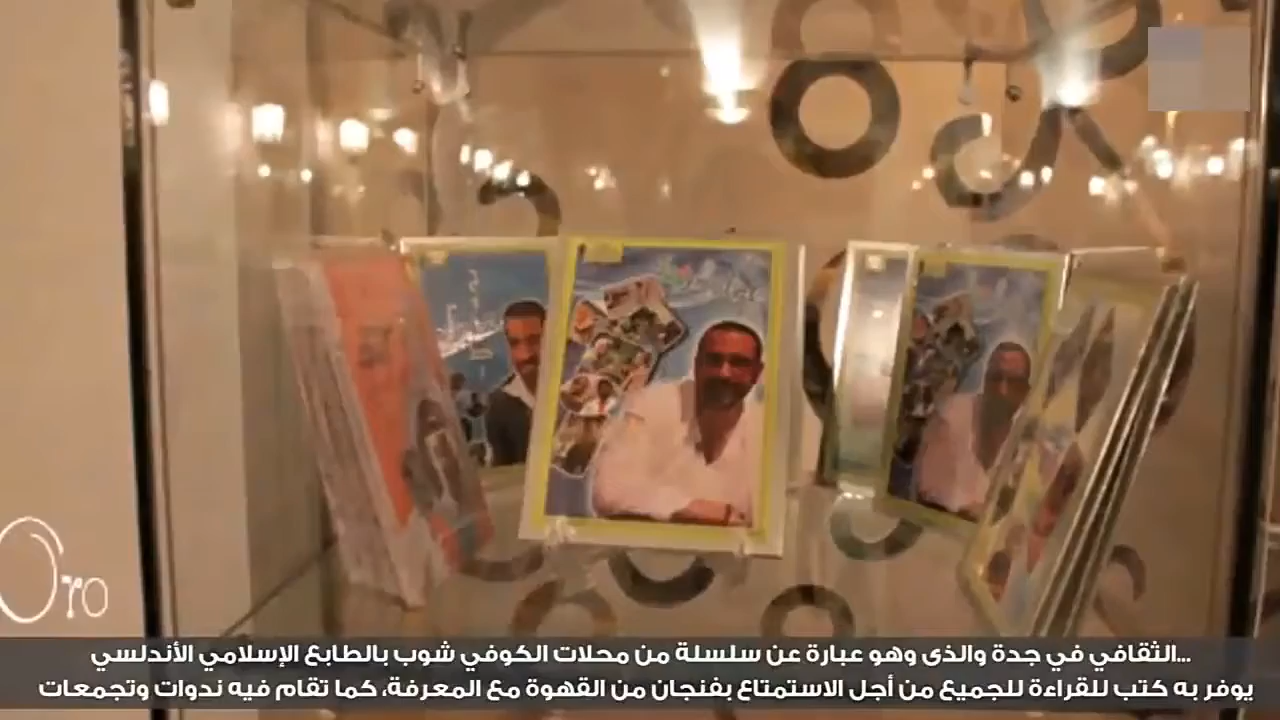 Oro
...الثقافي في جدة والذى وهو عبارة عن سلسلة من محلات الكوفي شوب بالطابع الإسلامي الأندلسي
يوفر به كتب للقراءة للجميع من أجل الاستمتاع بفنجان من القهوة مع المعرفة، كما تقام فيه ندوات وتجمعات